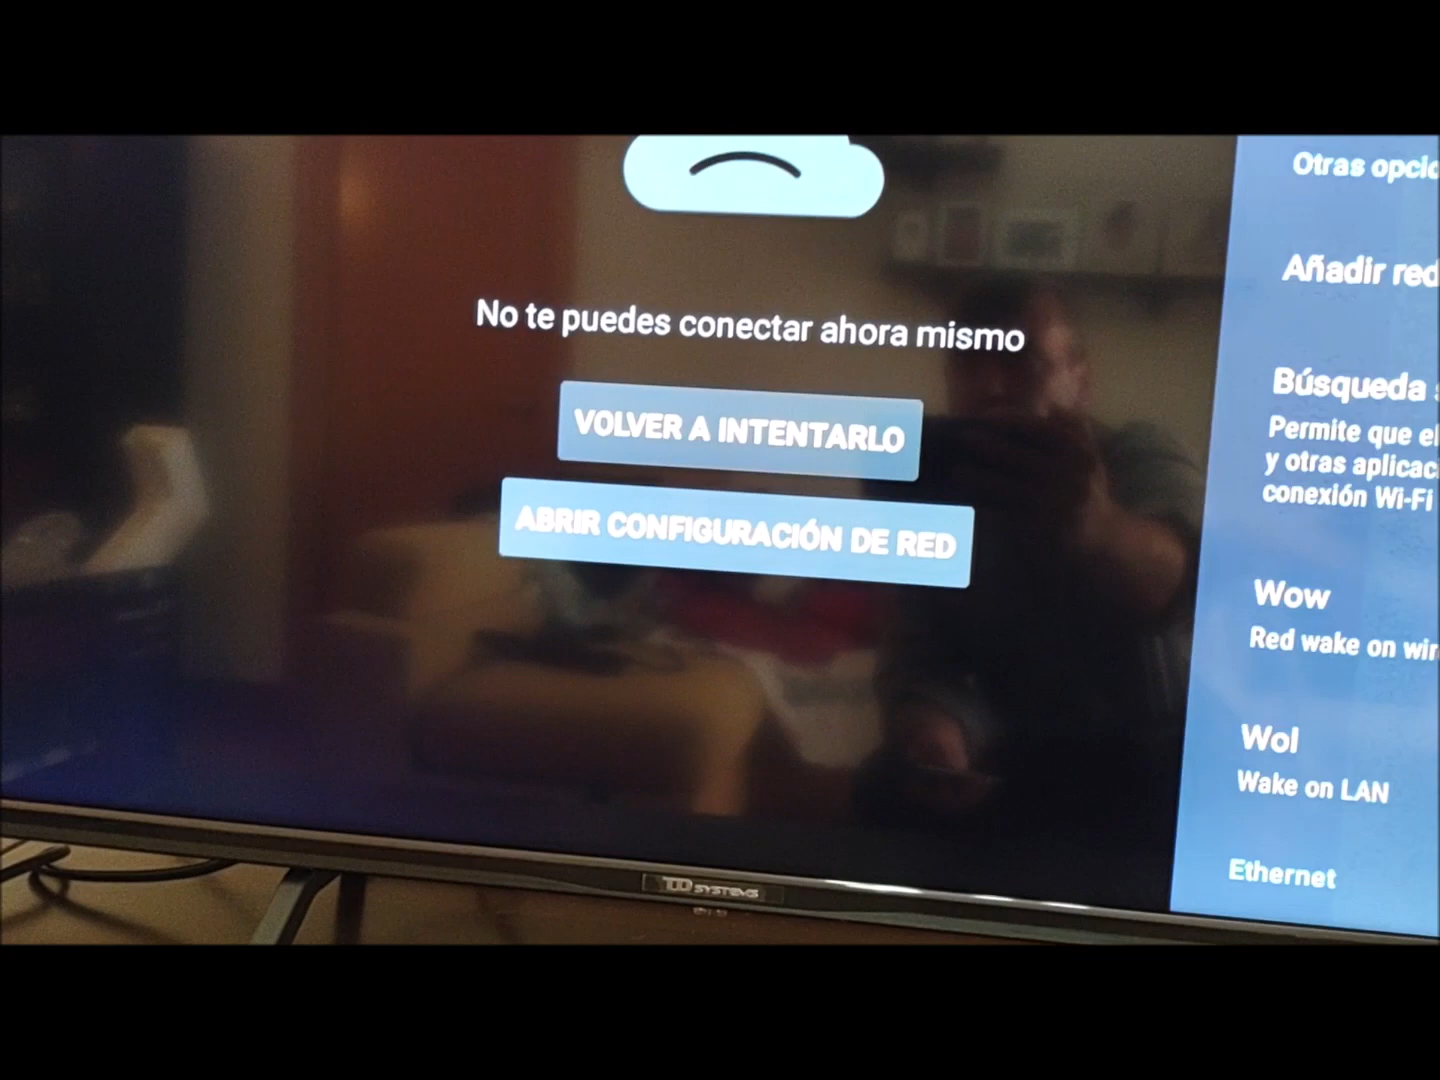 No te puedes conectar ahora mismo
VOLVER A INTENTARLO
ABRIR CONFIGURACIÓN DE RED
Otras opcio
Añadir red
Búsqueda
Permite que el
y otras aplicac
conexión Wi-Fi
Wow
Red wake on wir
Wol
Wake on LAN
Ethernet
TD SYSTEMS